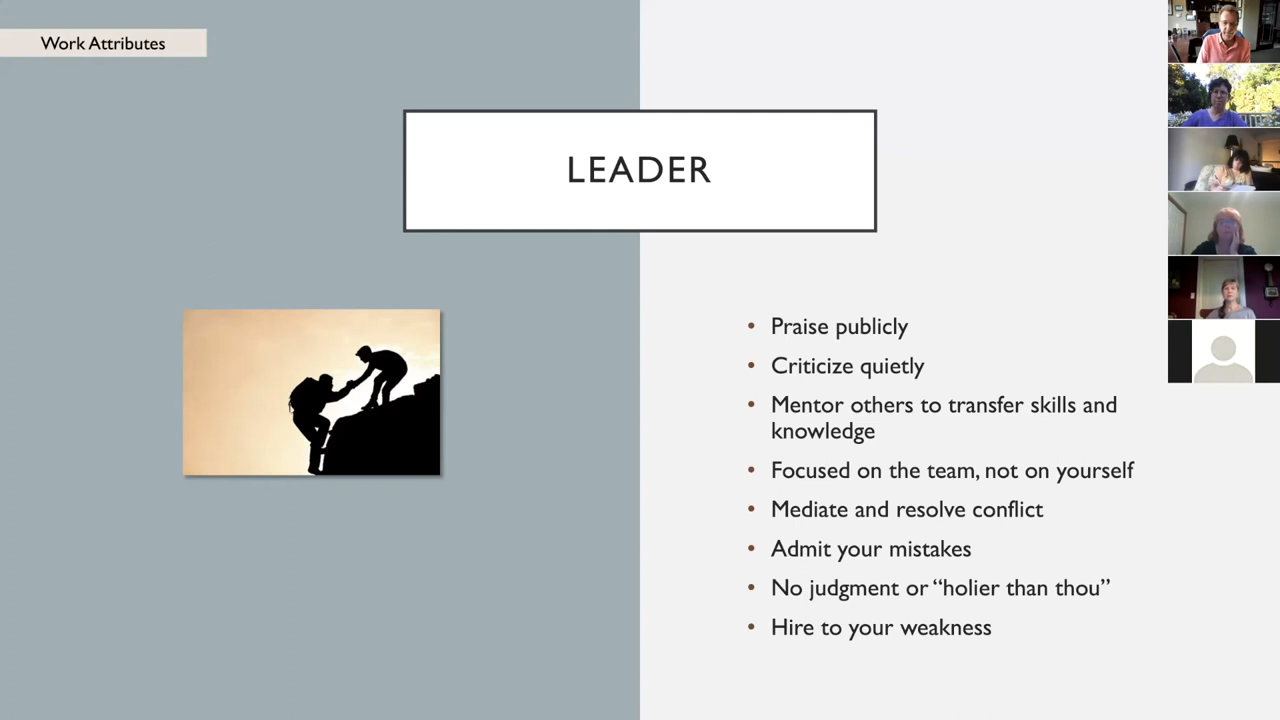 Work Attributes
LEADER
• Praise publicly
• Criticize quietly
• Mentor others to transfer skills and
knowledge
• Focused on the team, not on yourself
• Mediate and resolve conflict
• Admit your mistakes
• No judgment or “holier than thou”
• Hire to your weakness